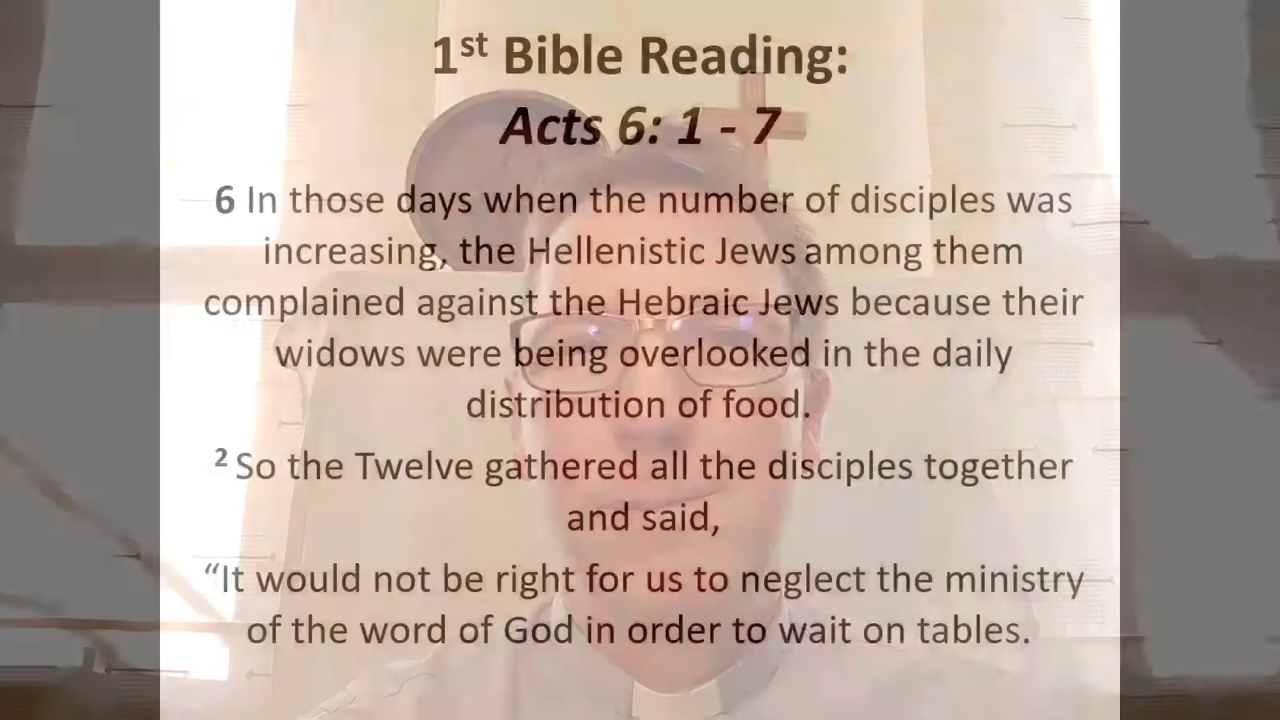 1st Bible Reading:
Acts 6: 1 - 7
6 In those days when the number of disciples was
increasing, the Hellenistic Jews among them
complained against the Hebraic Jews because their
widows were being overlooked in the daily
distribution of food.
2 So the Twelve gathered all the disciples together
and said,
“It would not be right for us to neglect the ministry
of the word of God in order to wait on tables.